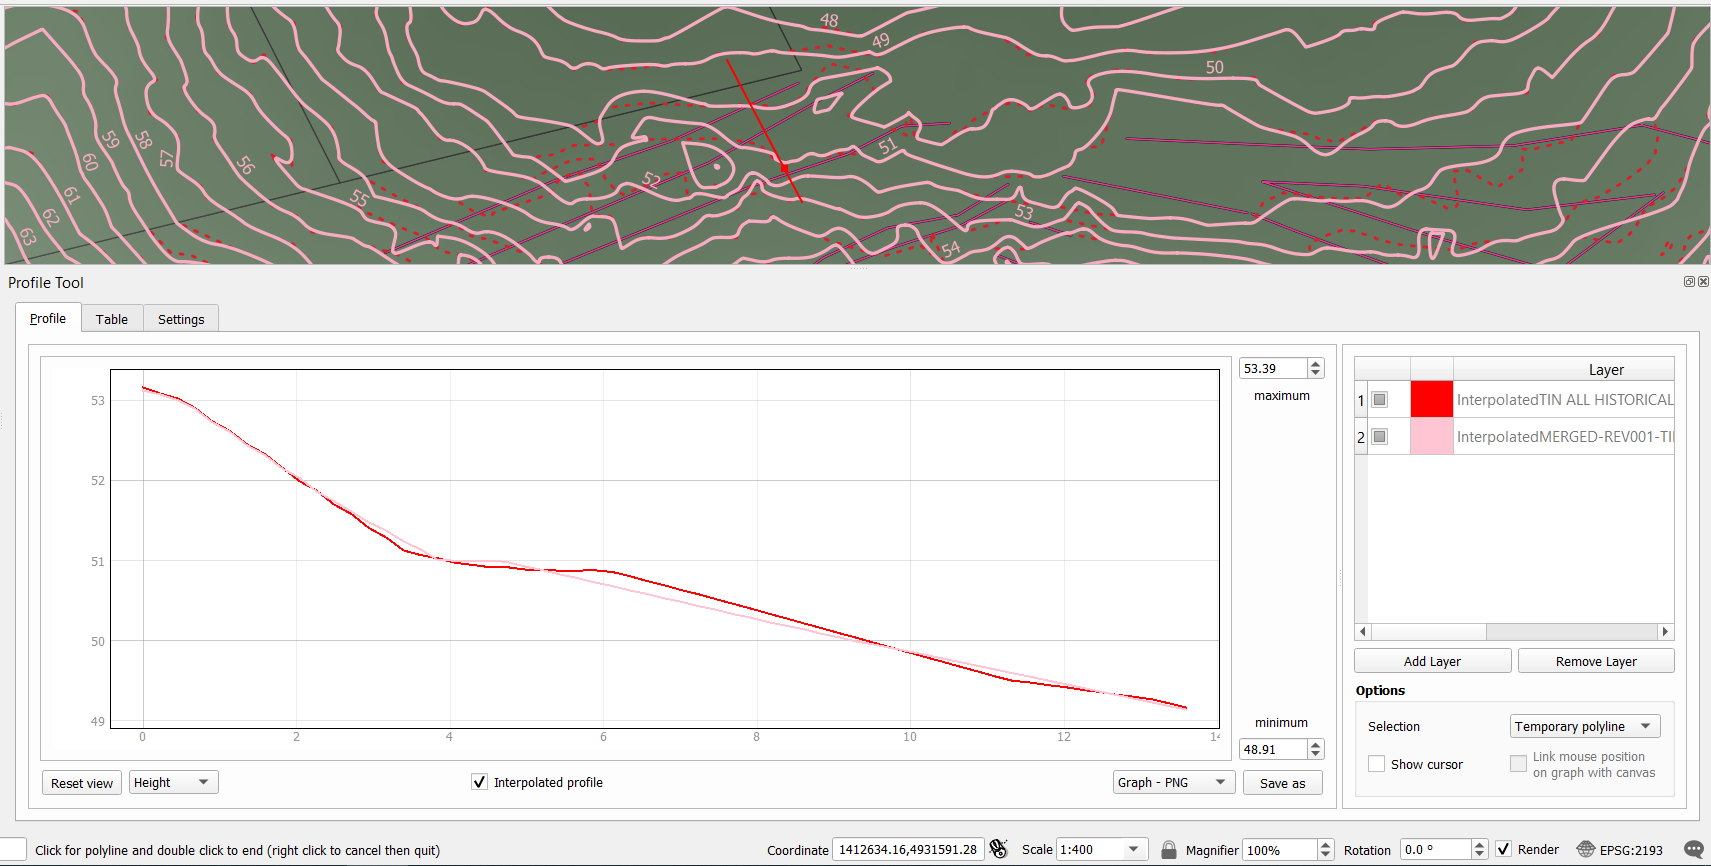 48
49
50
51
52
53
54
55
56
57
58
59
60
61
62
63
Profile Tool
Profile
Table
Settings
53
52
51
50
49
0
2
4
6
8
10
12
14
53.39
maximum
minimum
48.91
Reset view
Height
Interpolated profile
Graph - PNG
Save as
Layer
1 InterpolatedTIN ALL HISTORICAL
2 InterpolatedMERGED-REV001-TI
Add Layer
Remove Layer
Options
Selection
Temporary polyline
Show cursor
Link mouse position
on graph with canvas
Click for polyline and double click to end (right click to cancel then quit)
Coordinate 1412634.16,4931591.28
Scale 1:400
Magnifier 100%
Rotation 0.0 °
Render
EPSG:2193